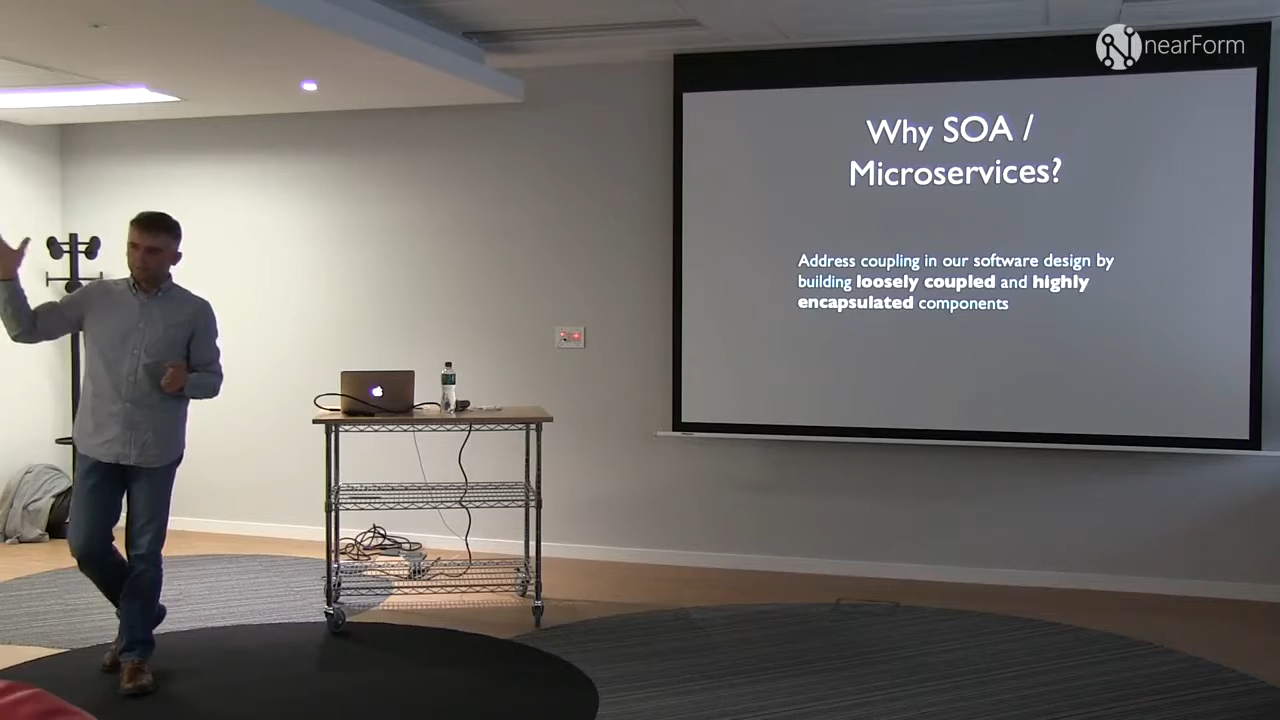 nearForm
Why SOA /
Microservices?
Address coupling in our software design by
building loosely coupled and highly
encapsulated components